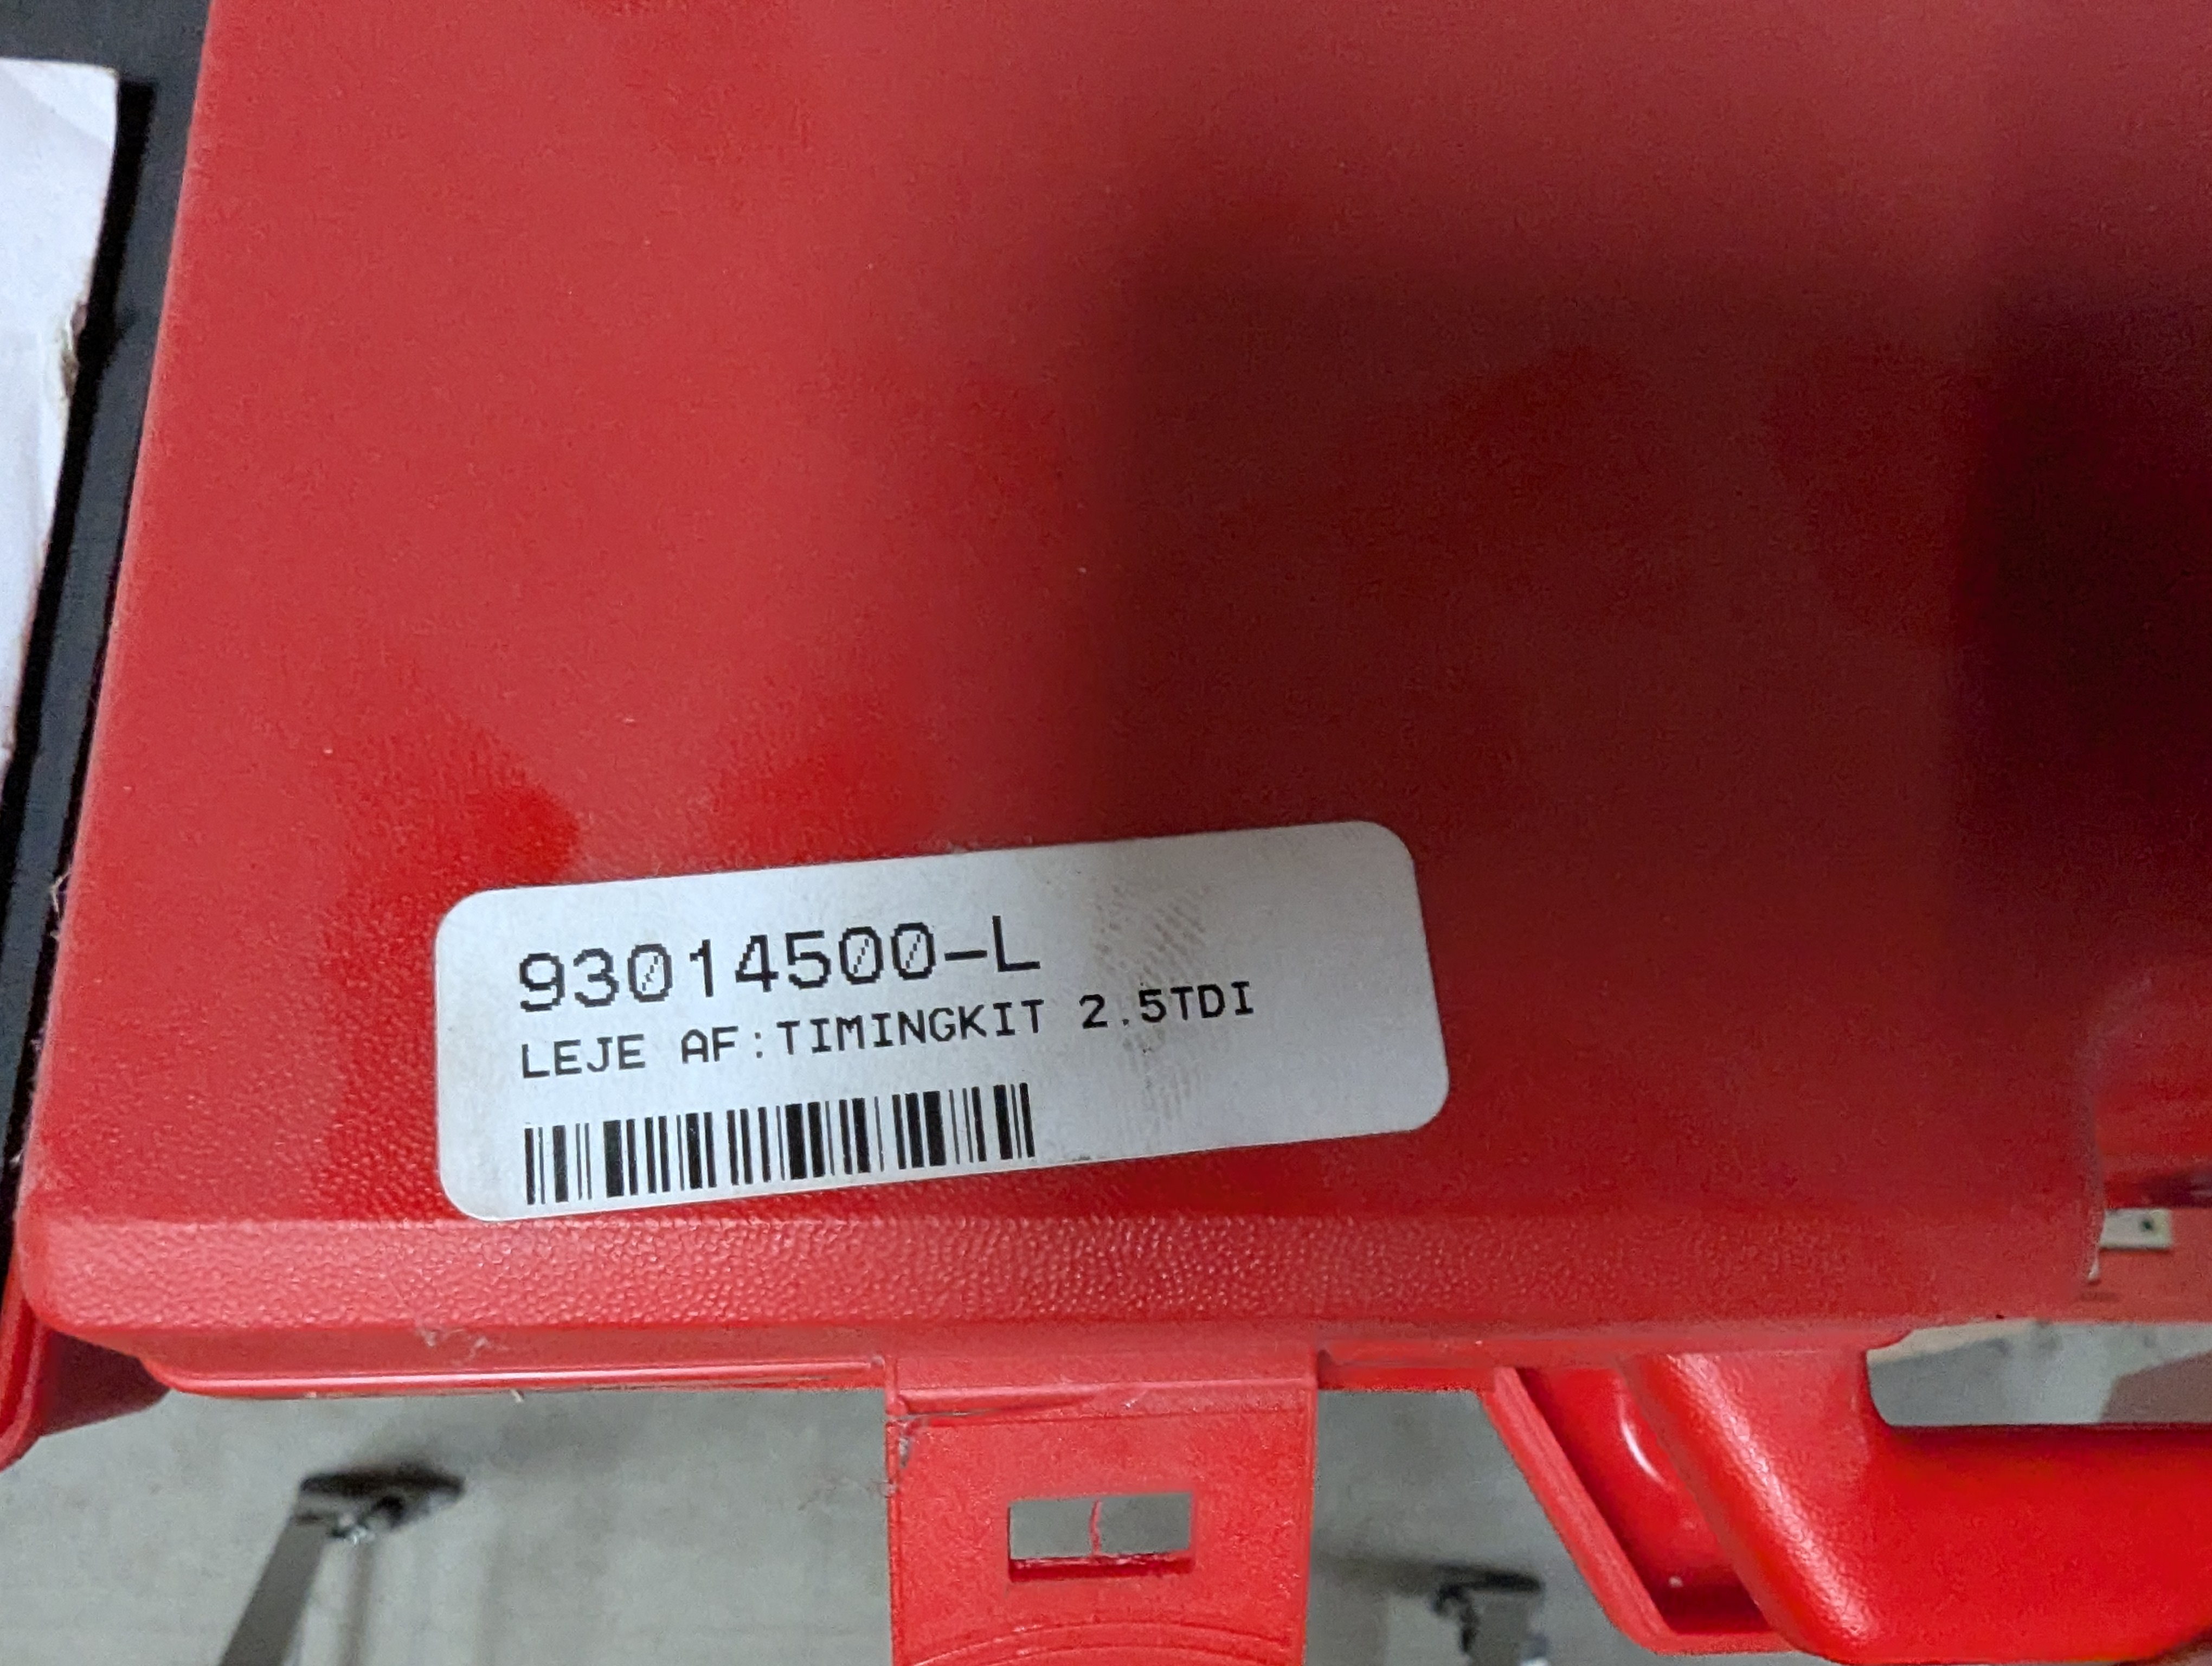 93014500-L
LEJE AF:TIMINGKIT 2.5TDI